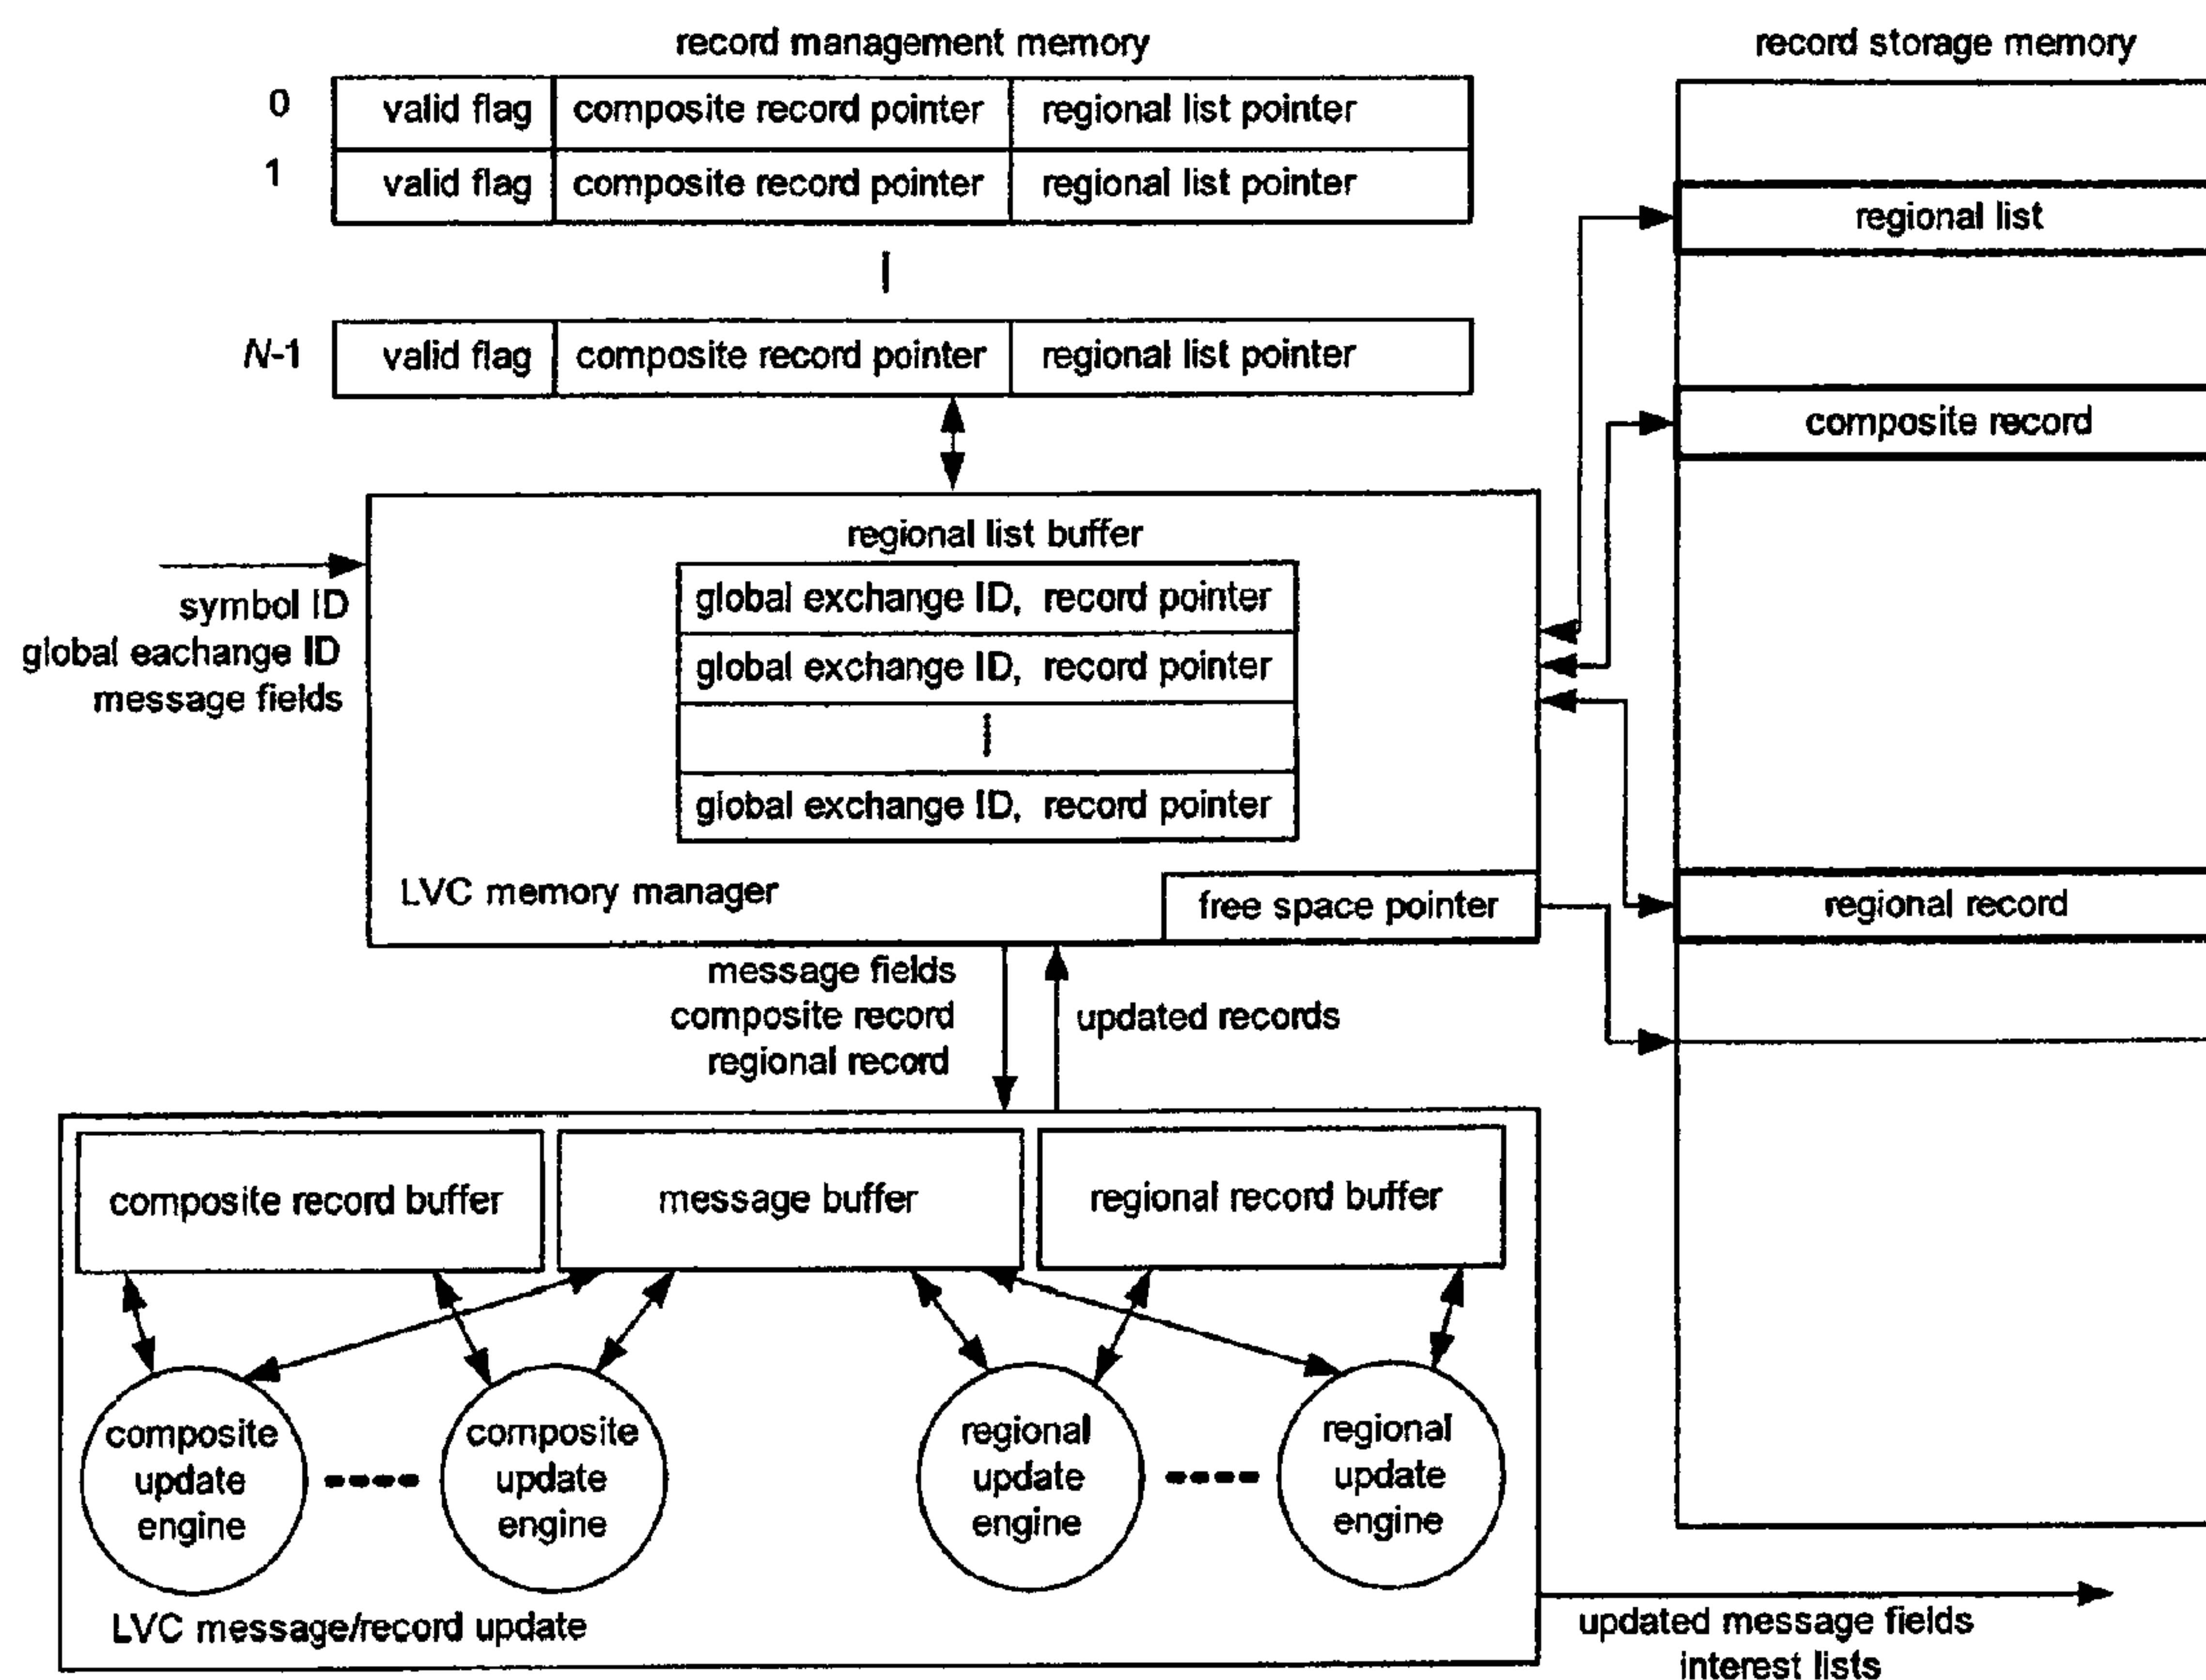 record management memory
record storage memory
0 valid flag composite record pointer regional list pointer
1 valid flag composite record pointer regional list pointer
N-1 valid flag composite record pointer regional list pointer
regional list
composite record
regional record
symbol ID
global eachange ID
message fields
regional list buffer
global exchange ID, record pointer
global exchange ID, record pointer
global exchange ID, record pointer
LVC memory manager
free space pointer
message fields
composite record
regional record
updated records
composite record buffer
message buffer
regional record buffer
composite
update
engine
composite
update
engine
regional
update
engine
regional
update
engine
LVC message/record update
updated message fields
interest lists